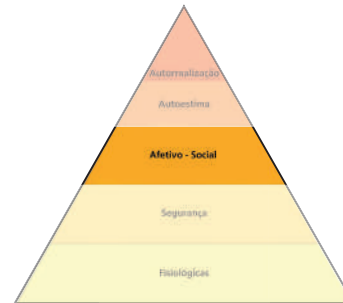 Autorrealização
Autoestima
Afetivo - Social
Segurança
Fisiológicas